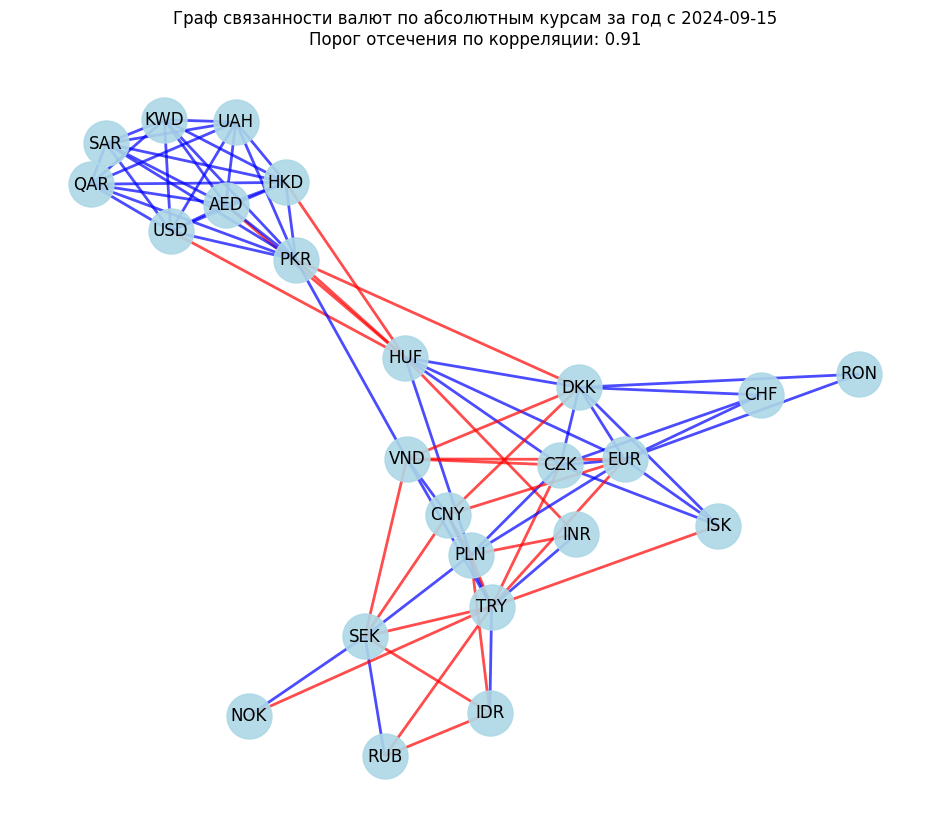 Граф связанности валют по абсолютным курсам за год с 2024-09-15
Порог отсечения по корреляции: 0.91
KWD
UAH
SAR
HKD
QAR
AED
USD
PKR
HUF
RON
DKK
CHF
VND
CZK
EUR
CNY
ISK
INR
PLN
TRY
SEK
IDR
NOK
RUB